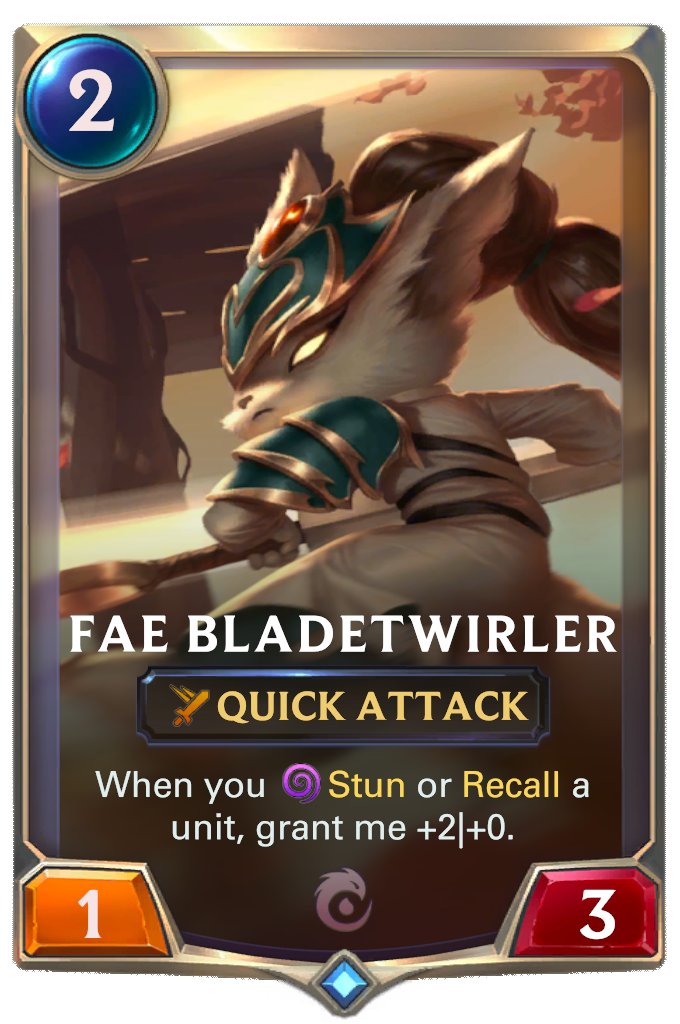 2
FAE BLADETWIRLER
QUICK ATTACK
When you Stun or Recall a
unit, grant me +2|+0.
1
3